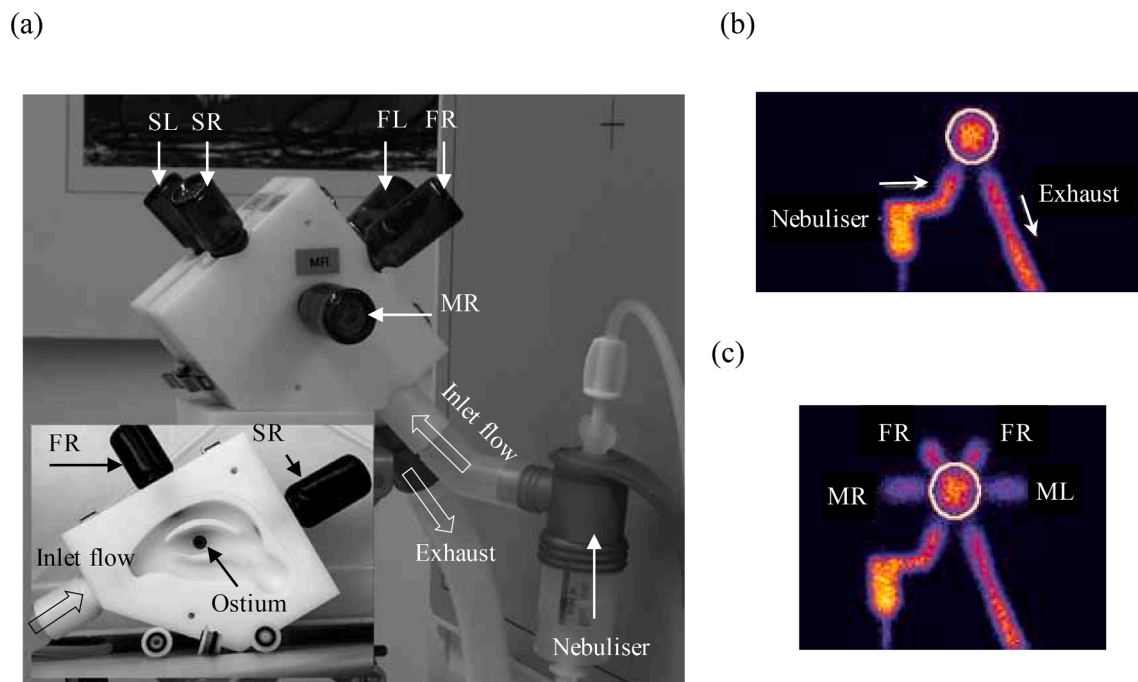 (a)
SL SR
FL FR
MR
MR
Inlet flow
Exhaust
Nebuliser
FR
SR
Inlet flow
Ostium
(b)
Nebuliser
Exhaust
(c)
FR FR
MR ML